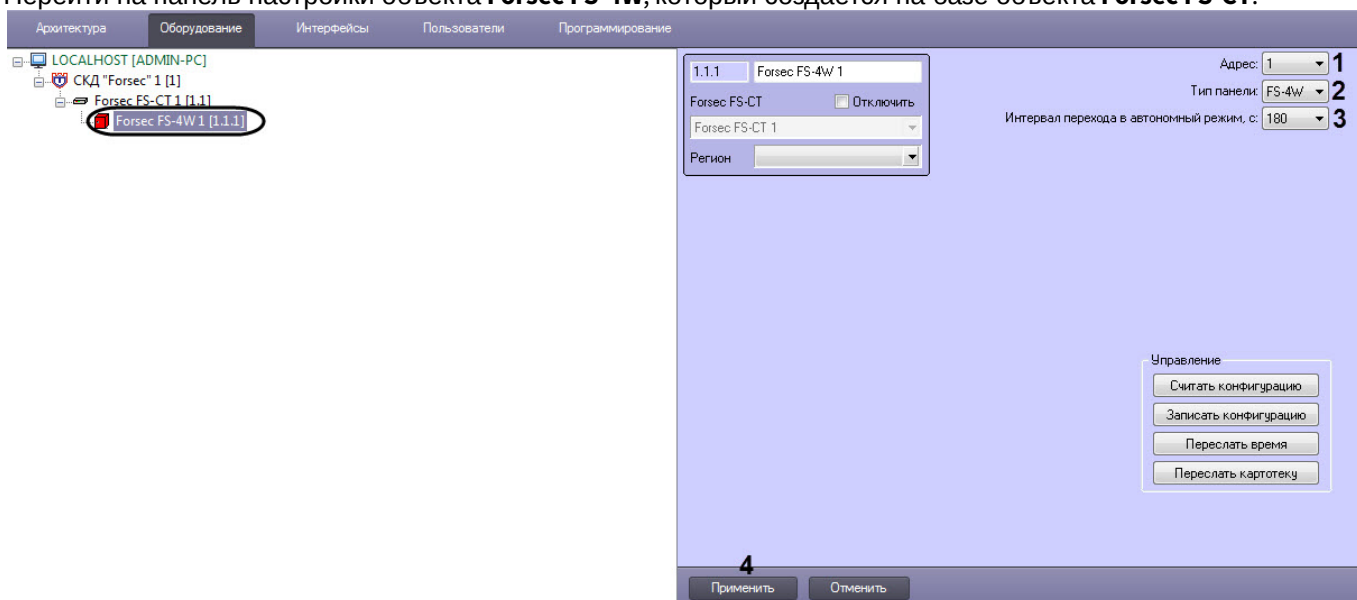 Перейти на панель настройки объекта Forsec FS-4W, который создается на базе объекта Forsec FS-CT.
Архитектура Оборудование Интерфейсы Пользователи Программирование
LOCALHOST [ADMIN-PC]
СКД "Forsec" 1 [1]
Forsec FS-CT 1 [1.1]
Forsec FS-4W 1 [1.1.1]
1.1.1 Forsec FS-4W 1
Forsec FS-CT Отключить
Forsec FS-CT 1
Регион
Адрес: 1 1
Тип панели: FS-4W 2
Интервал перехода в автономный режим, с: 180 3
Управление
Считать конфигурацию
Записать конфигурацию
Переслать время
Переслать картотеку
4
Применить Отменить